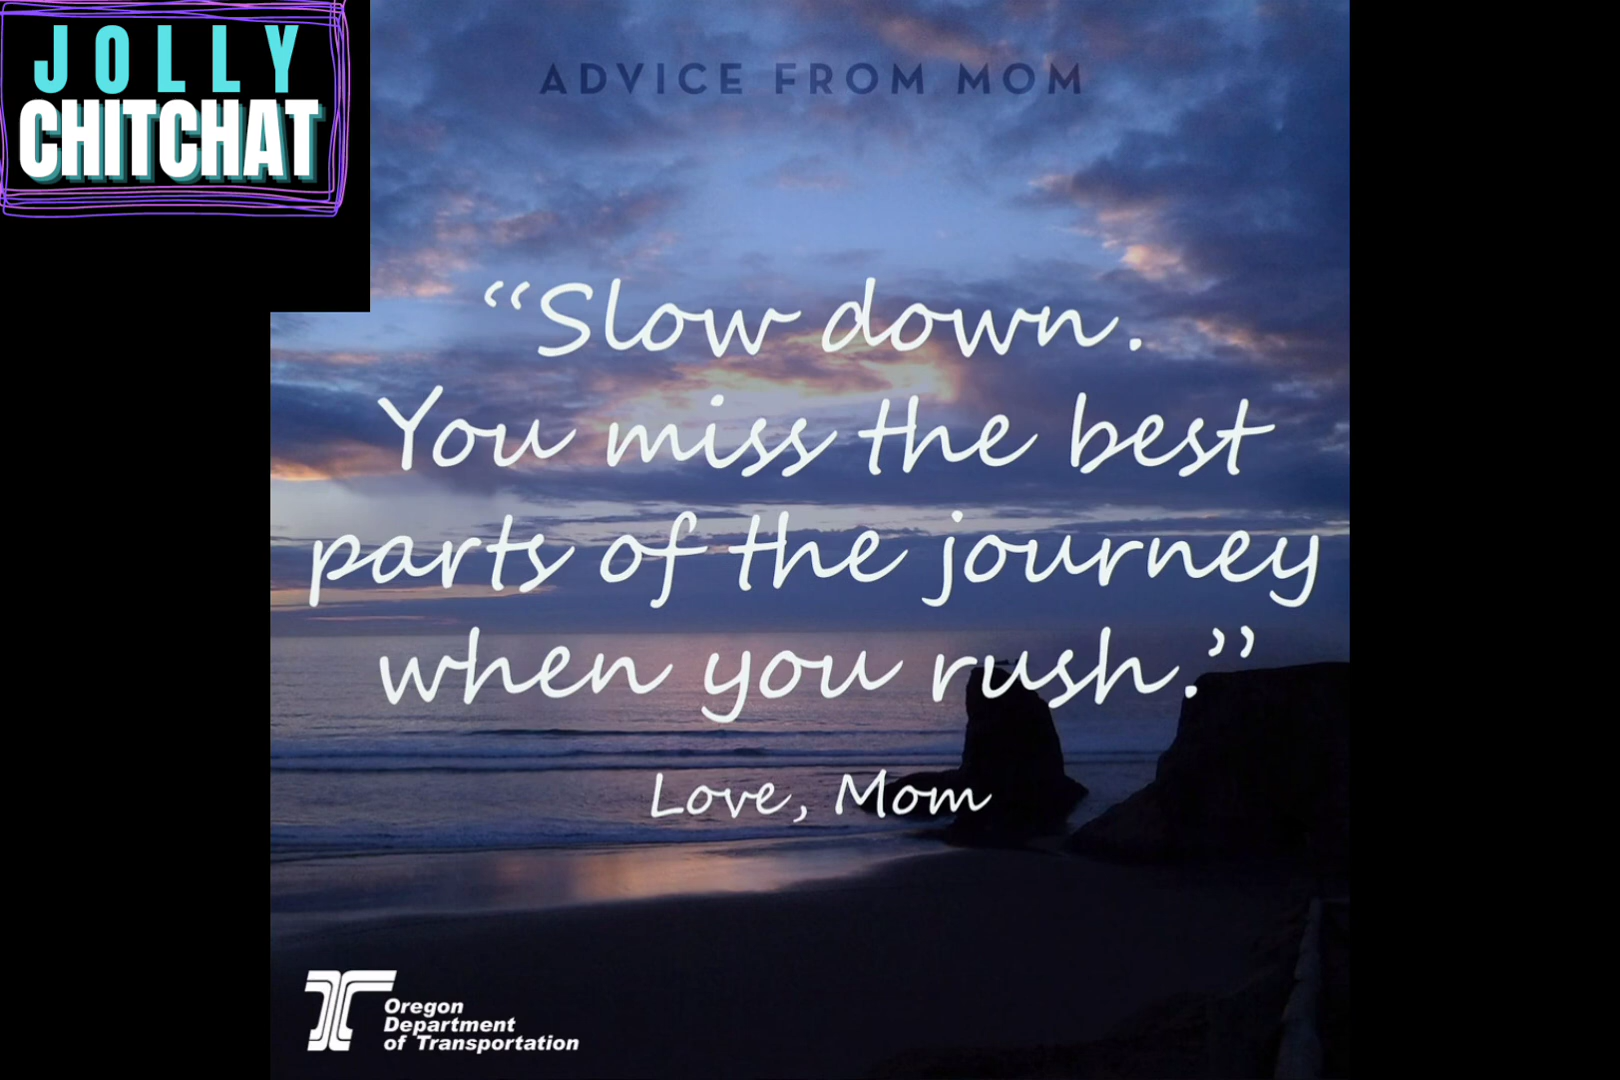 JOLLY
CHITCHAT
ADVICE FROM MOM
“Slow down.
You miss the best
parts of the journey
when you rush.”
Love, Mom
Oregon
Department
of Transportation